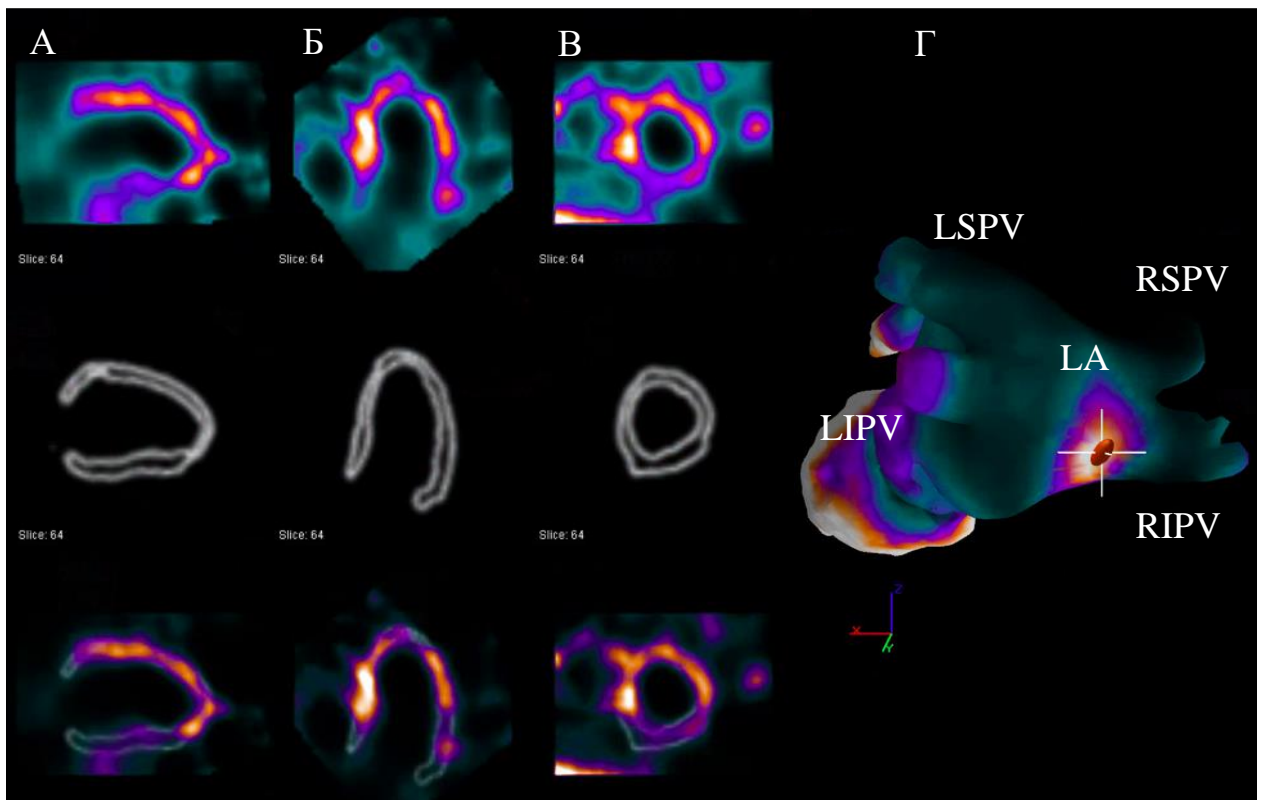 А Б В Г
Slice: 64 Slice: 64 Slice: 64
LSPV
RSPV
LA
LIPV
RIPV
Slice: 64 Slice: 64 Slice: 64
Z
X
Y